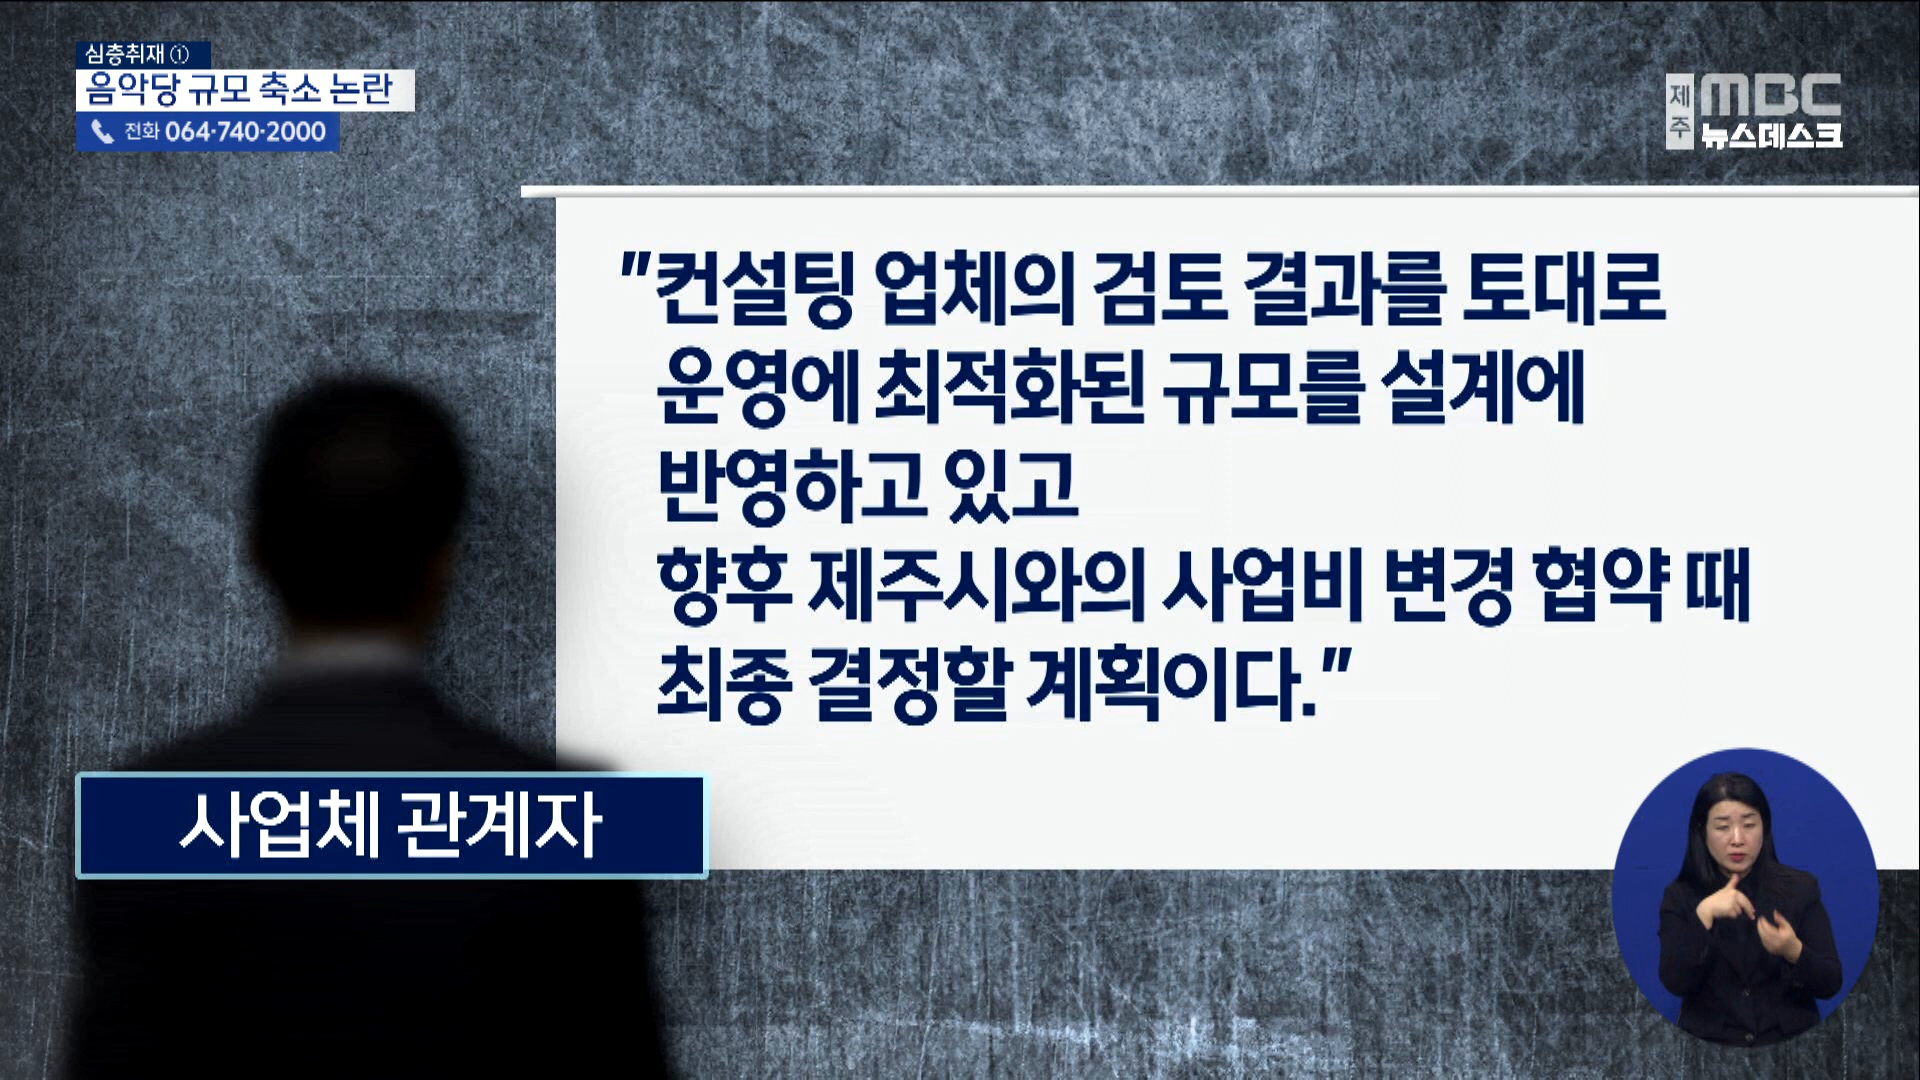 심층취재 ①
음악당 규모 축소 논란
전화 064·740·2000
제주 MBC
뉴스데스크
"컨설팅 업체의 검토 결과를 토대로
운영에 최적화된 규모를 설계에
반영하고 있고
향후 제주시와의 사업비 변경 협약 때
최종 결정할 계획이다."
사업체 관계자